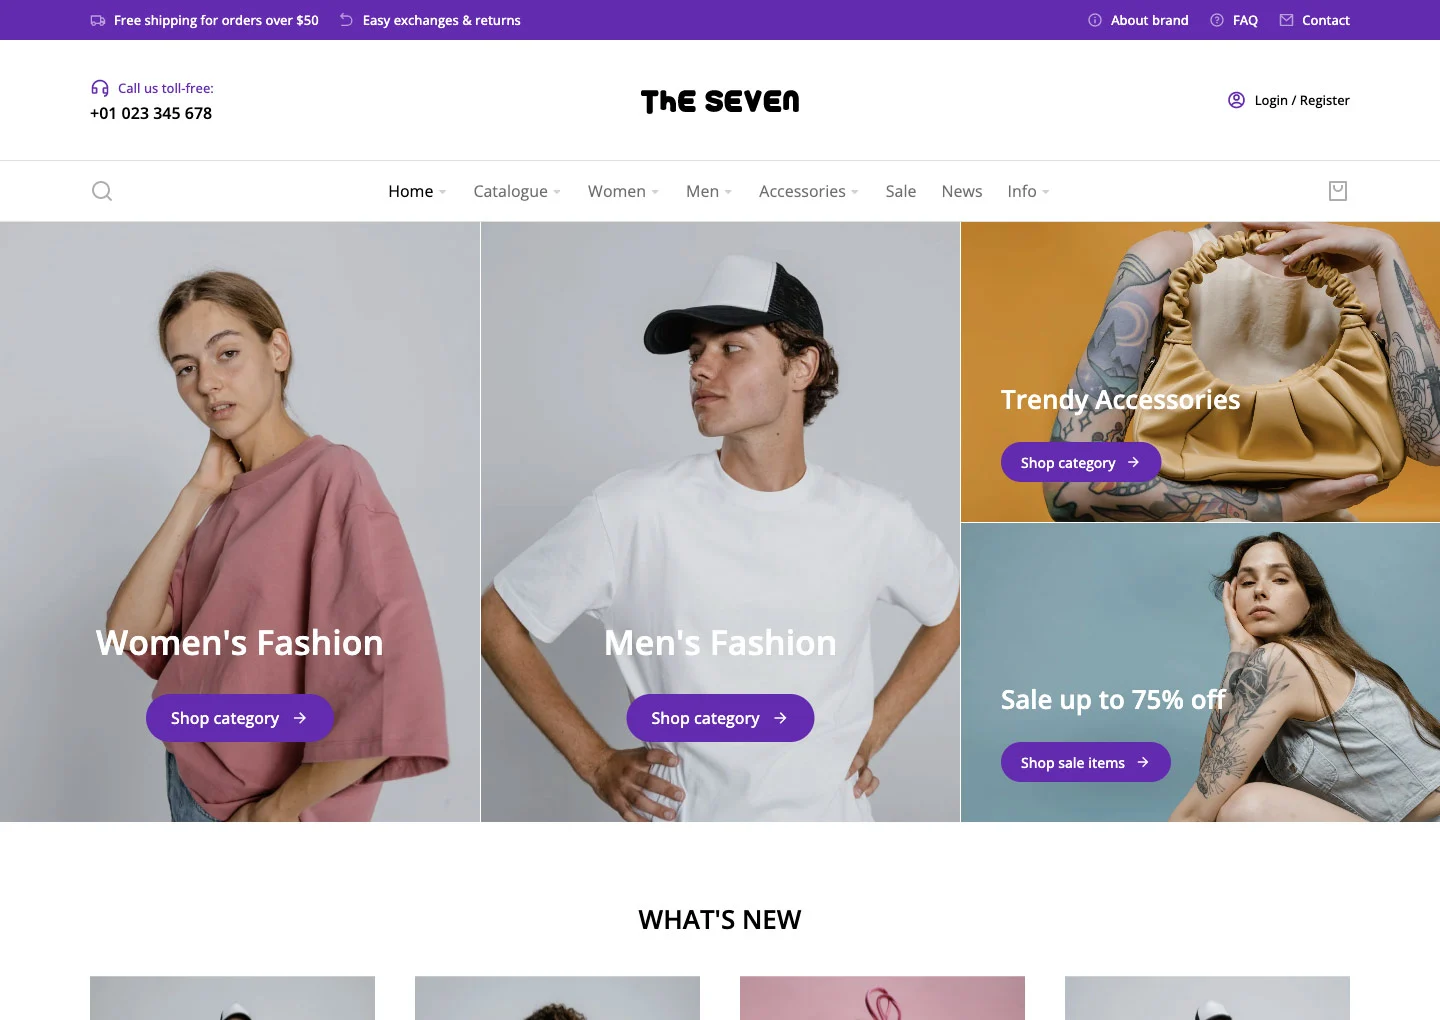 Free shipping for orders over $50
Easy exchanges & returns
About brand
FAQ
Contact
Call us toll-free:
+01 023 345 678
ThE SEVEN
Login / Register
Home
Catalogue
Women
Men
Accessories
Sale
News
Info
Women's Fashion
Shop category
Men's Fashion
Shop category
Trendy Accessories
Shop category
Sale up to 75% off
Shop sale items
WHAT'S NEW